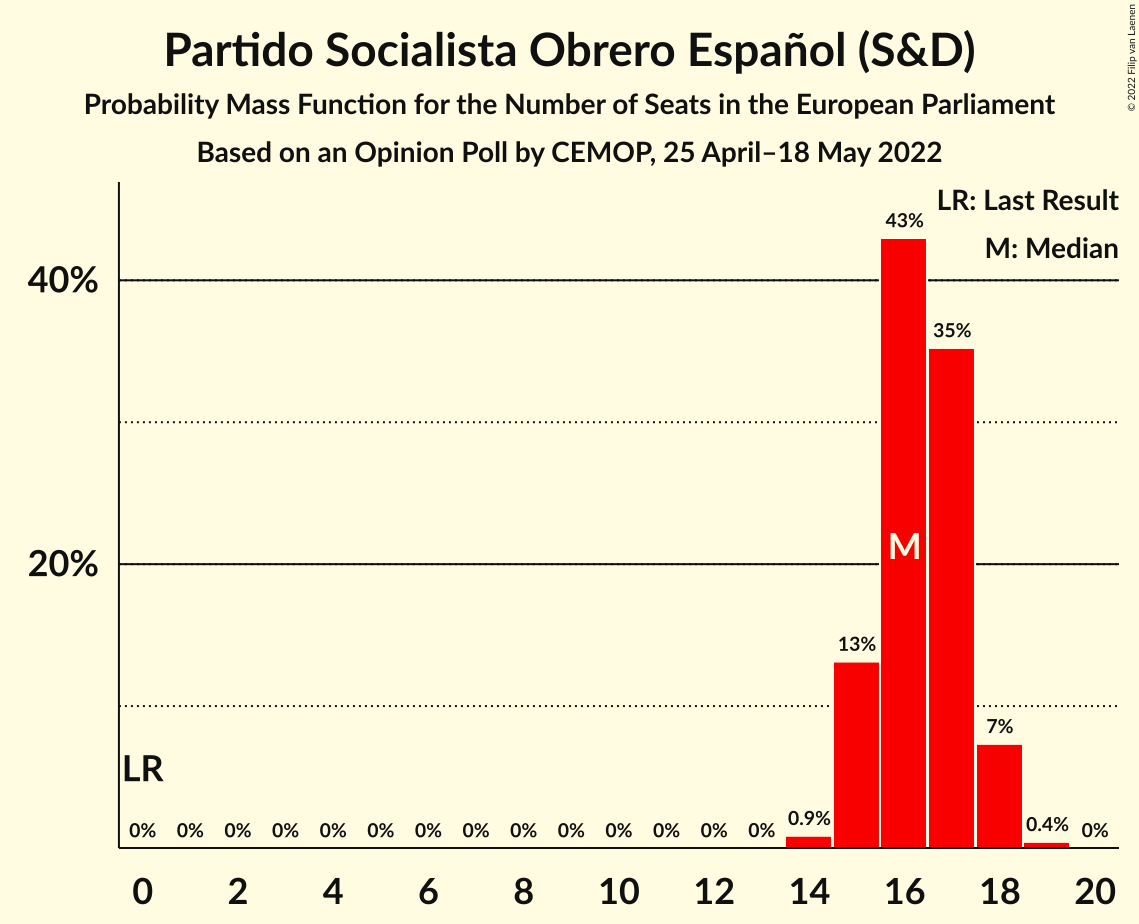 Partido Socialista Obrero Español (S&D)
Probability Mass Function for the Number of Seats in the European Parliament
Based on an Opinion Poll by CEMOP, 25 April–18 May 2022
© 2022 Filip van Laenen
LR: Last Result
M: Median
43%
40%
35%
M
20%
13%
7%
LR
0% 0% 0% 0% 0% 0% 0% 0% 0% 0% 0% 0% 0% 0% 0.9% 0.4% 0%
0 2 4 6 8 10 12 14 16 18 20